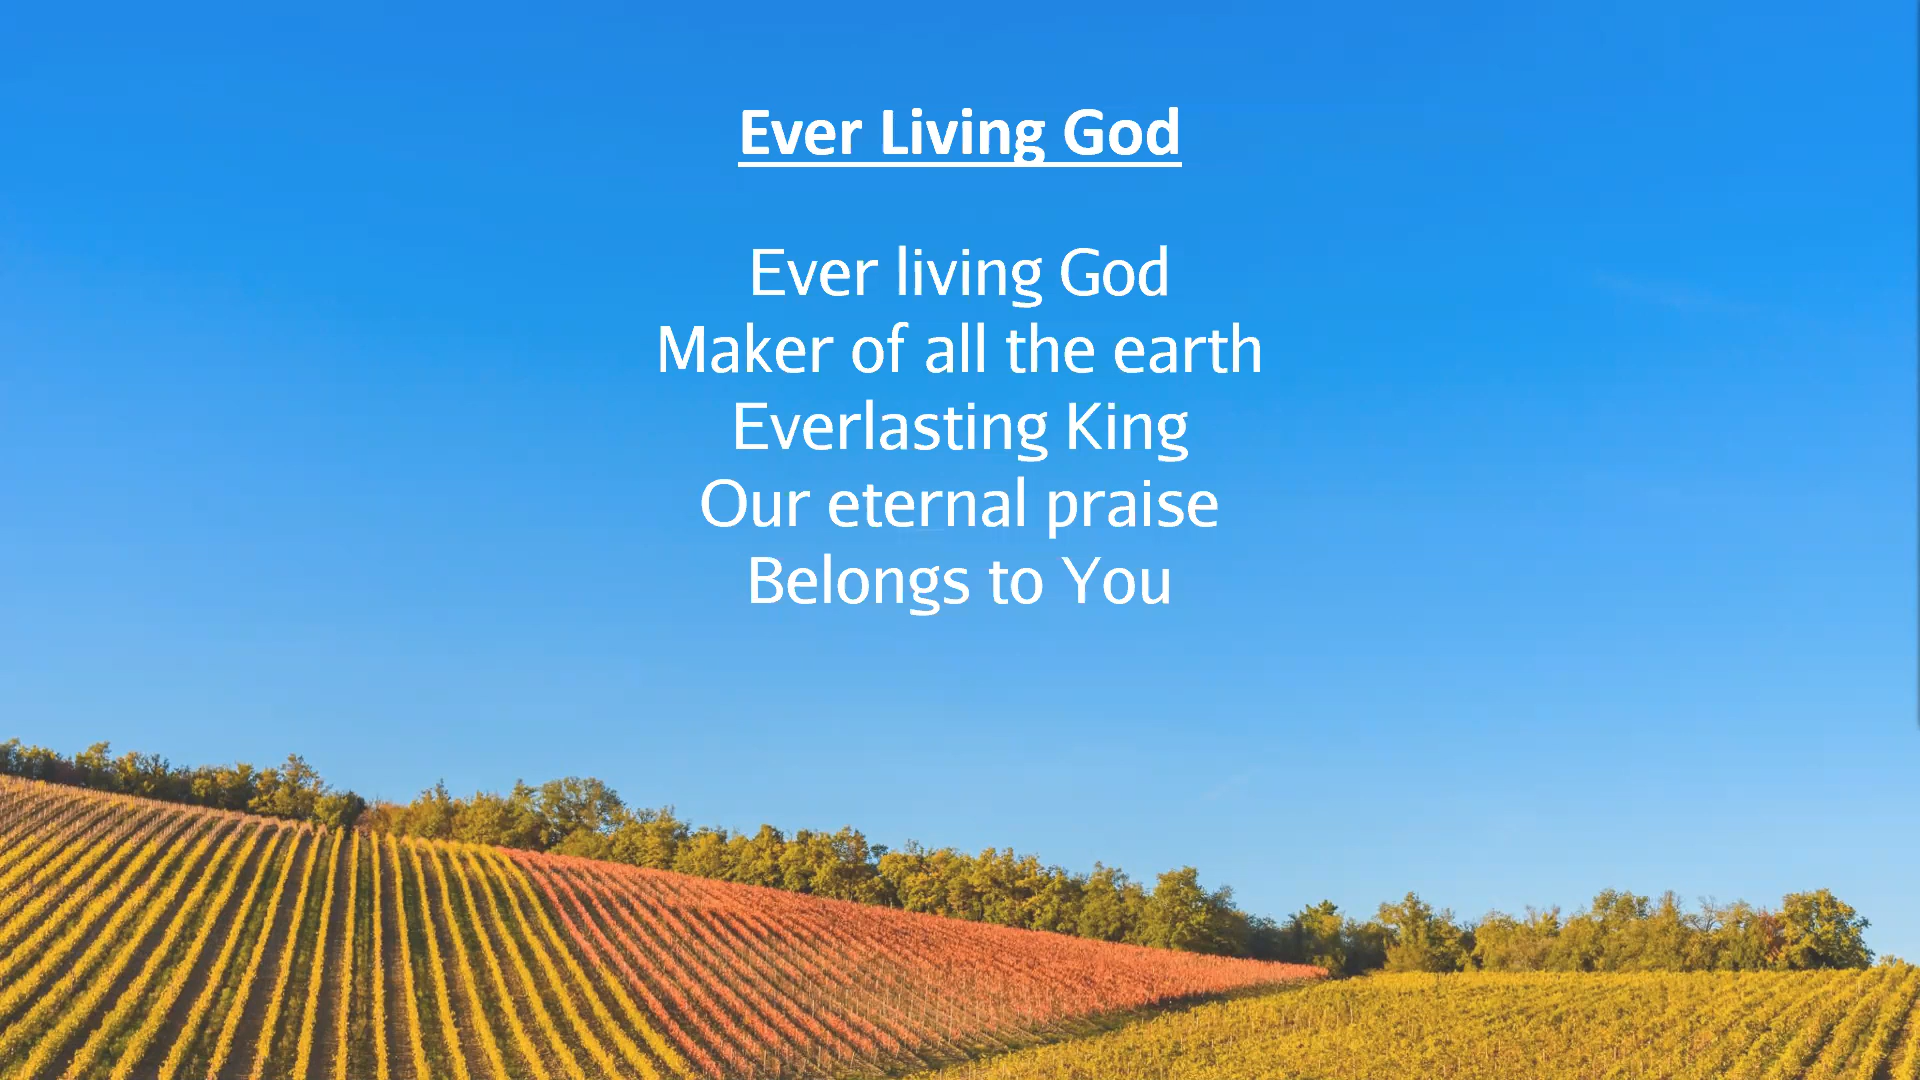 Ever Living God
Ever living God
Maker of all the earth
Everlasting King
Our eternal praise
Belongs to You